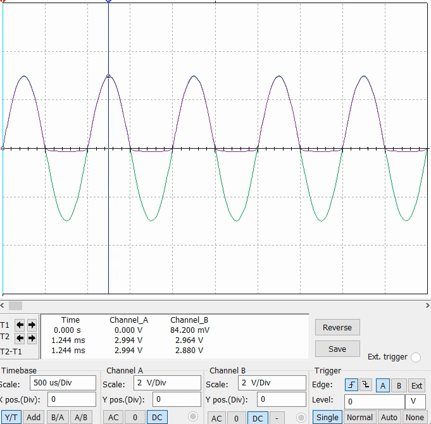 Time Channel_A Channel_B
T1 0.000 s 0.000 V 84.200 mV
T2 1.244 ms 2.994 V 2.964 V
T2-T1 1.244 ms 2.994 V 2.880 V
Reverse
Save
Ext. trigger
Timebase
Scale: 500 us/Div
X pos.(Div): 0
Y/T Add B/A A/B
Channel A
Scale: 2 V/Div
Y pos.(Div): 0
AC 0 DC
Channel B
Scale: 2 V/Div
Y pos.(Div): 0
AC 0 DC -
Trigger
Edge: A B Ext
Level: 0 V
Single Normal Auto None